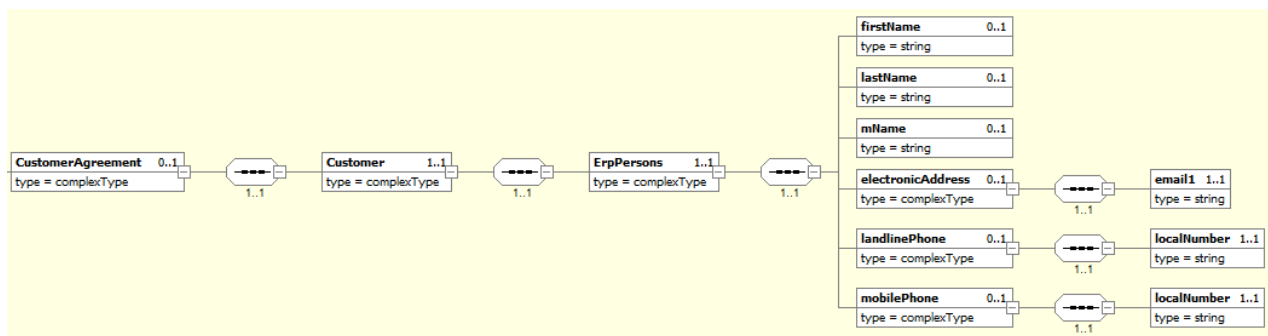 firstName 0..1
type = string
lastName 0..1
type = string
mName 0..1
type = string
CustomerAgreement 0..1
type = complexType
1..1
Customer 1..1
type = complexType
1..1
ErpPersons 1..1
type = complexType
1..1
electronicAddress 0..1
type = complexType
1..1
email1 1..1
type = string
landlinePhone 0..1
type = complexType
1..1
localNumber 1..1
type = string
mobilePhone 0..1
type = complexType
1..1
localNumber 1..1
type = string